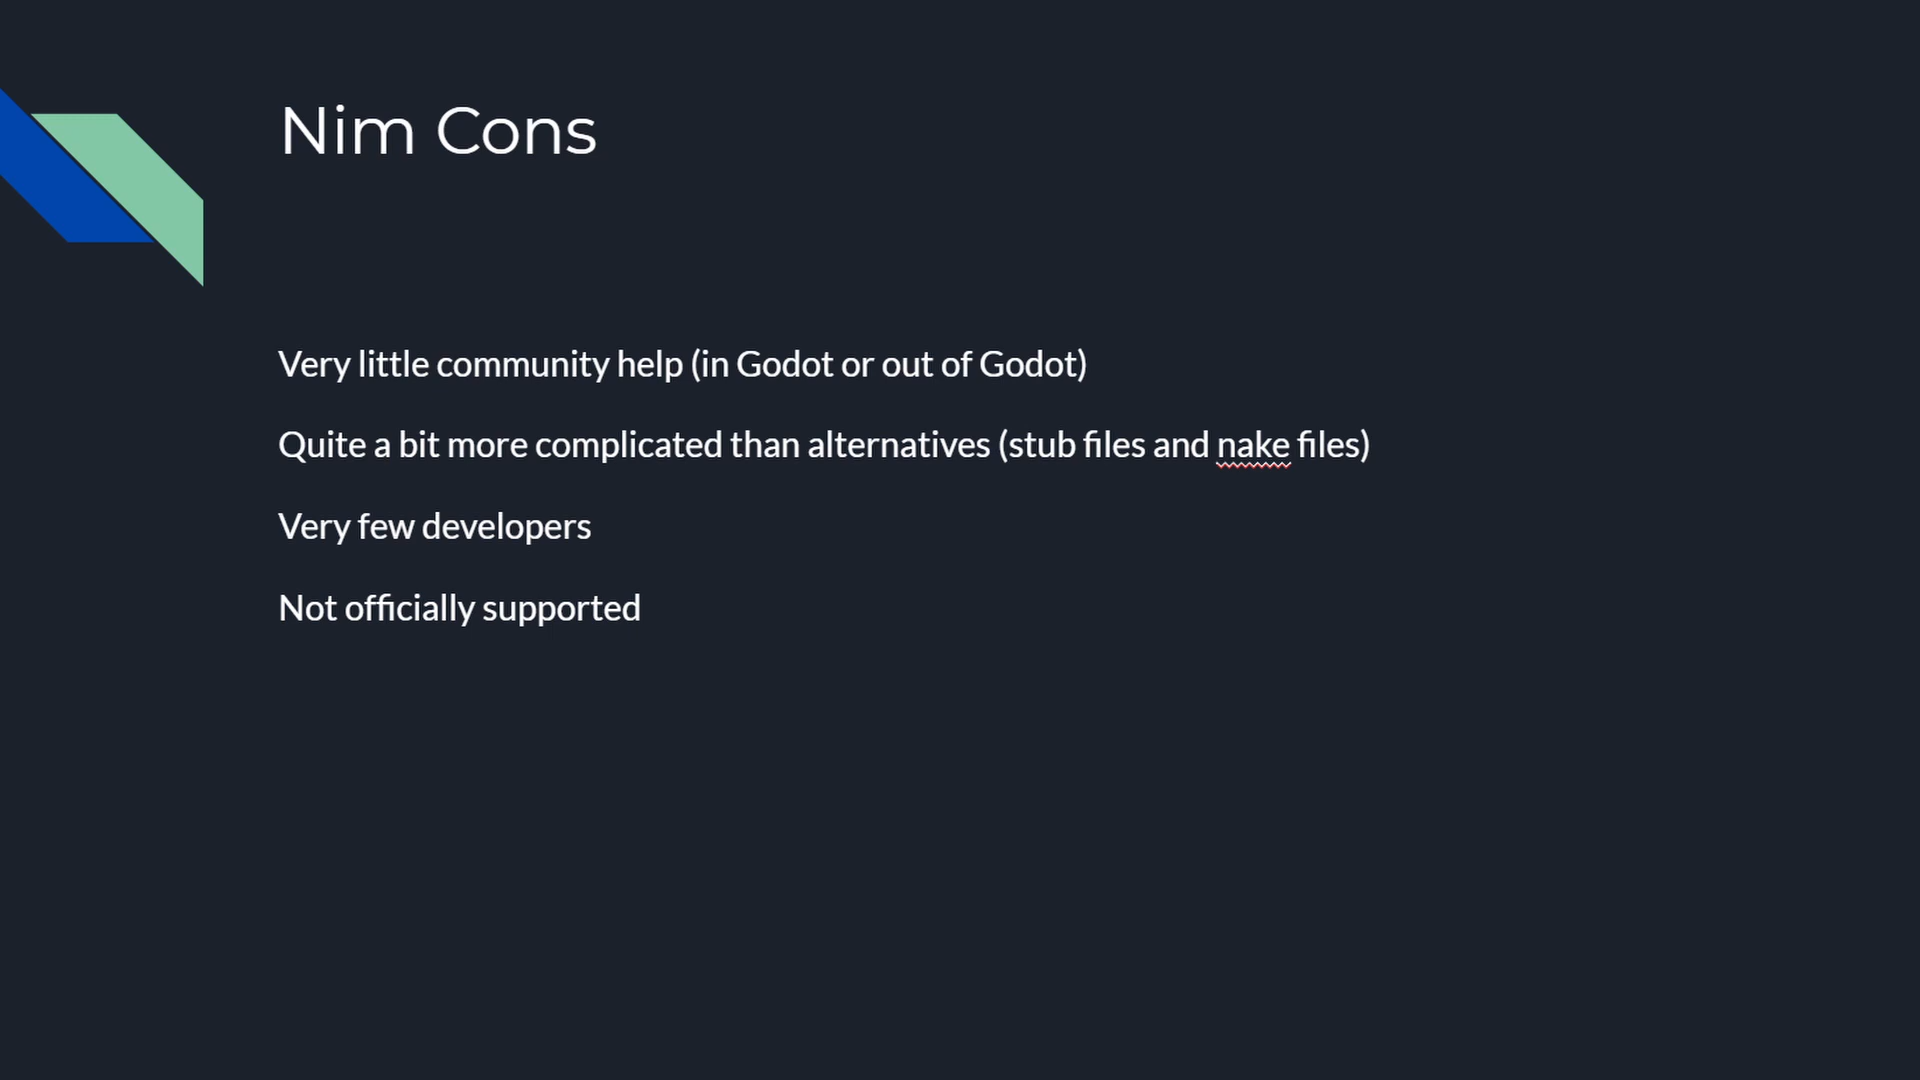 Nim Cons
Very little community help (in Godot or out of Godot)
Quite a bit more complicated than alternatives (stub files and nake files)
Very few developers
Not officially supported